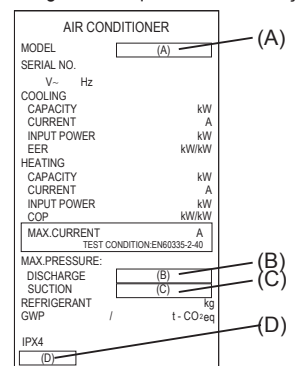 AIR CONDITIONER
MODEL (A) (A)
SERIAL NO.
V~ Hz
COOLING
CAPACITY kW
CURRENT A
INPUT POWER kW
EER kW/kW
HEATING
CAPACITY kW
CURRENT A
INPUT POWER kW
COP kW/kW
MAX.CURRENT A
TEST CONDITION:EN60335-2-40
MAX.PRESSURE:
DISCHARGE (B) (B)
SUCTION (C) (C)
REFRIGERANT kg
GWP / t - CO2eq
IPX4 (D)
(D)